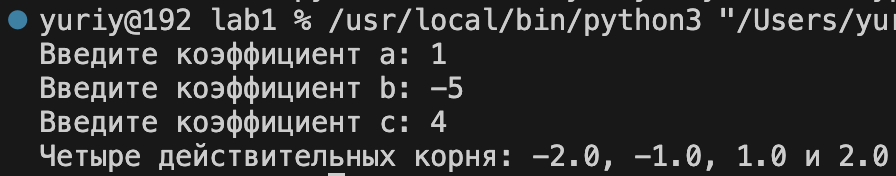 yuriy@192 lab1 % /usr/local/bin/python3 "/Users/yur
Введите коэффициент a: 1
Введите коэффициент b: -5
Введите коэффициент c: 4
Четыре действительных корня: -2.0, -1.0, 1.0 и 2.0